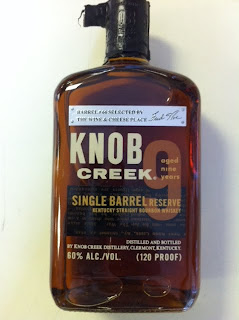 BARREL #60 SELECTED BY
THE WINE & CHEESE PLACE
KNOB
CREEK®
9
aged
nine
years
SINGLE BARREL RESERVE
KENTUCKY STRAIGHT BOURBON WHISKEY
DISTILLED AND BOTTLED
BY KNOB CREEK DISTILLERY, CLERMONT, KENTUCKY.
60% ALC./VOL. (120 PROOF)